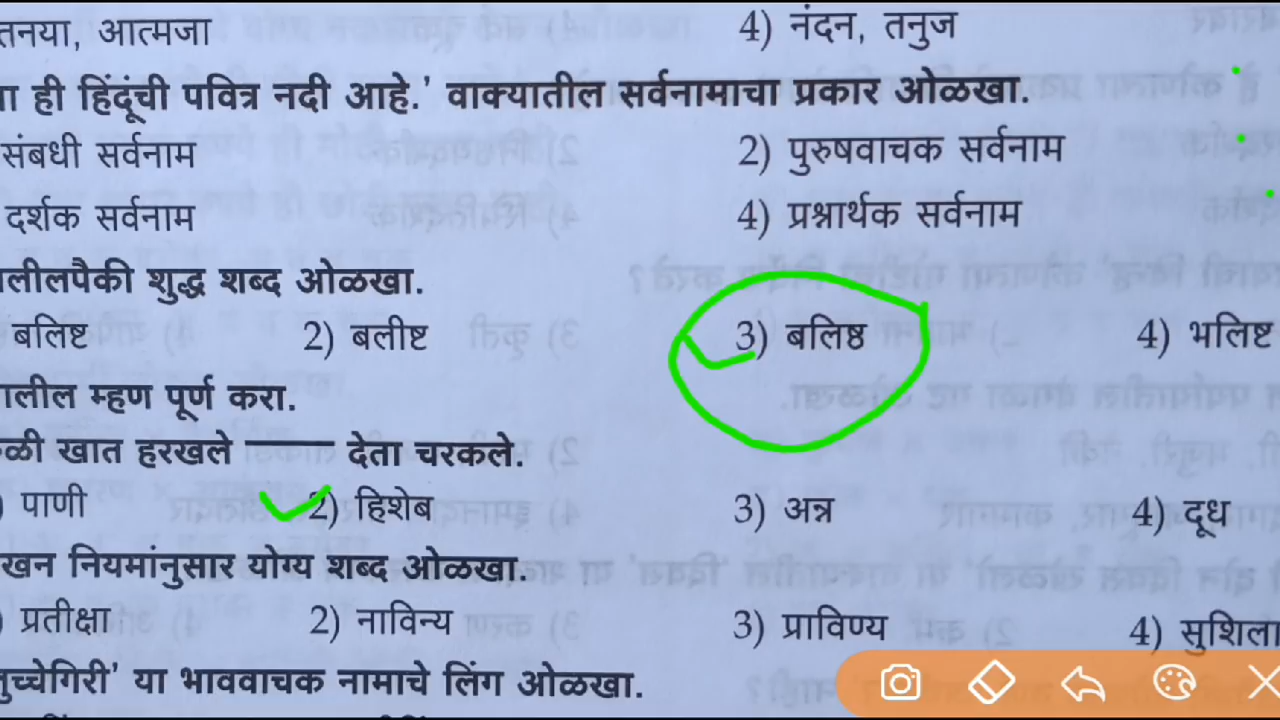 तनया, आत्मजा 4) नंदन, तनुज
ही हिंदूंची पवित्र नदी आहे.' वाक्यातील सर्वनामाचा प्रकार ओळखा.
संबधी सर्वनाम 2) पुरुषवाचक सर्वनाम
दर्शक सर्वनाम 4) प्रश्नार्थक सर्वनाम
लीलपैकी शुद्ध शब्द ओळखा.
बलिष्ट 2) बलीष्ट 3) बलिष्ठ 4) भलिष्ट
लील म्हण पूर्ण करा.
ळी खात हरखले ——— देता चरकले.
) पाणी 2) हिशेब 3) अन्न 4) दूध
खन नियमांनुसार योग्य शब्द ओळखा.
) प्रतीक्षा 2) नाविन्य 3) प्राविण्य 4) सुशिला
तुच्चेगिरी' या भाववाचक नामाचे लिंग ओळखा.